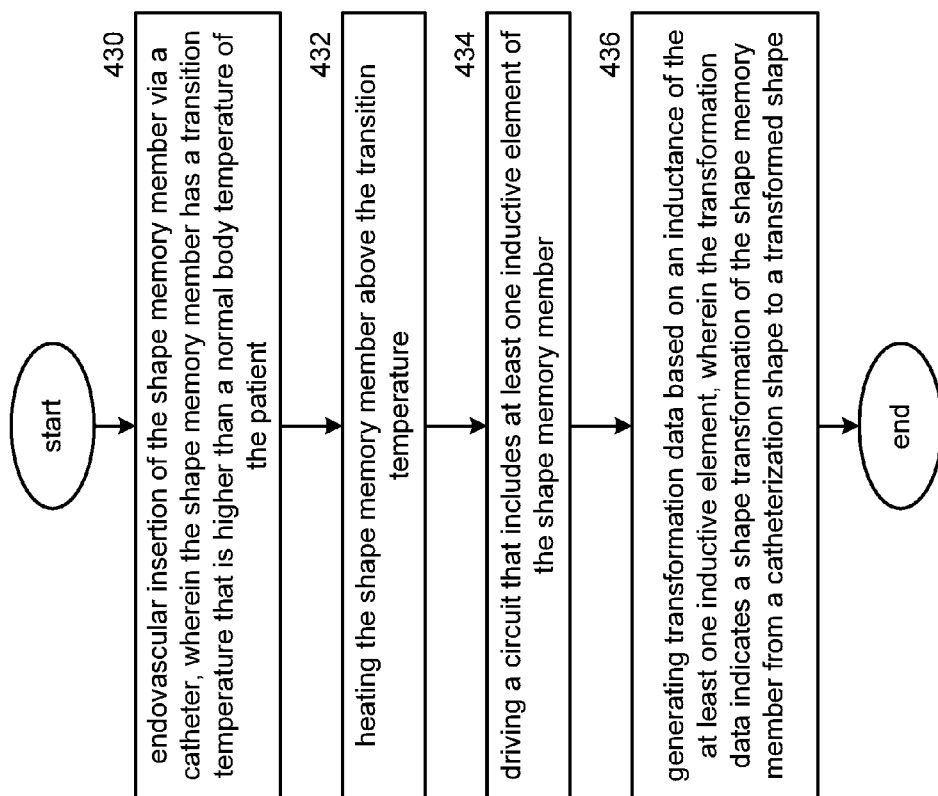 start
430
endovascular insertion of the shape memory member via a
catheter, wherein the shape memory member has a transition
temperature that is higher than a normal body temperature of
the patient
432
heating the shape memory member above the transition
temperature
434
driving a circuit that includes at least one inductive element of
the shape memory member
436
generating transformation data based on an inductance of the
at least one inductive element, wherein the transformation
data indicates a shape transformation of the shape memory
member from a catheterization shape to a transformed shape
end